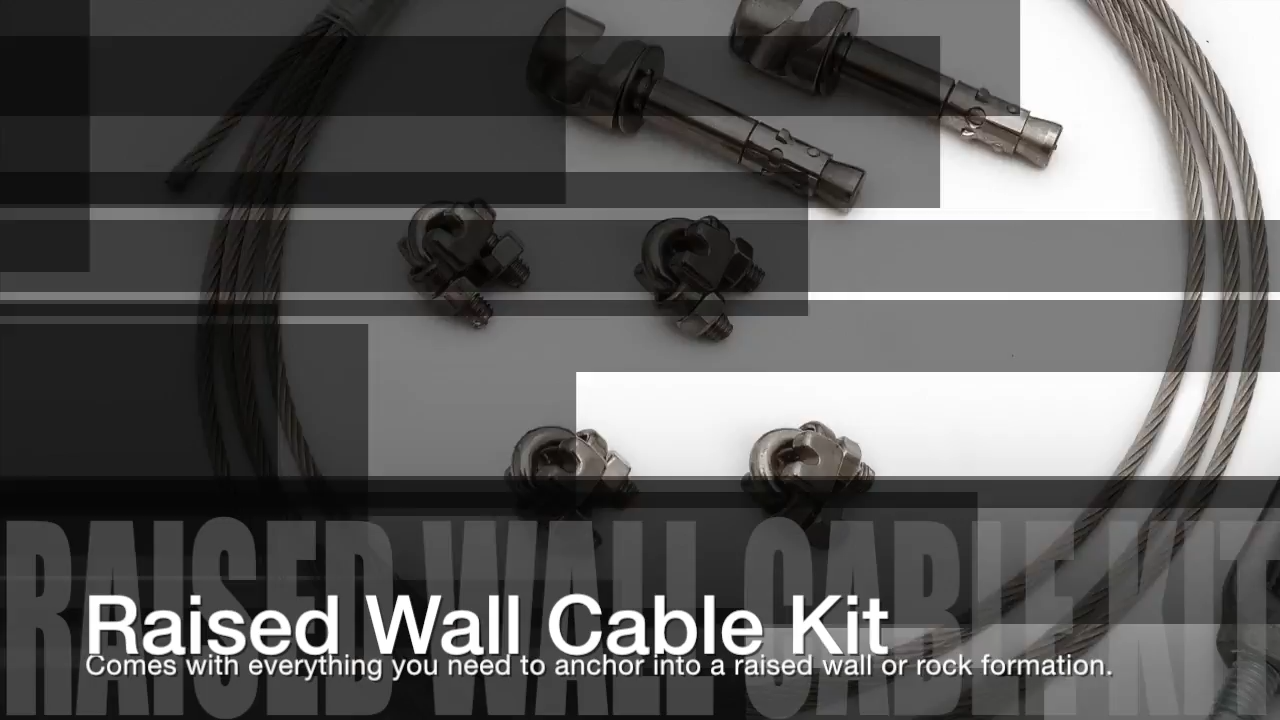 RAISED WALL CABLE KIT
Raised Wall Cable Kit
Comes with everything you need to anchor into a raised wall or rock formation.